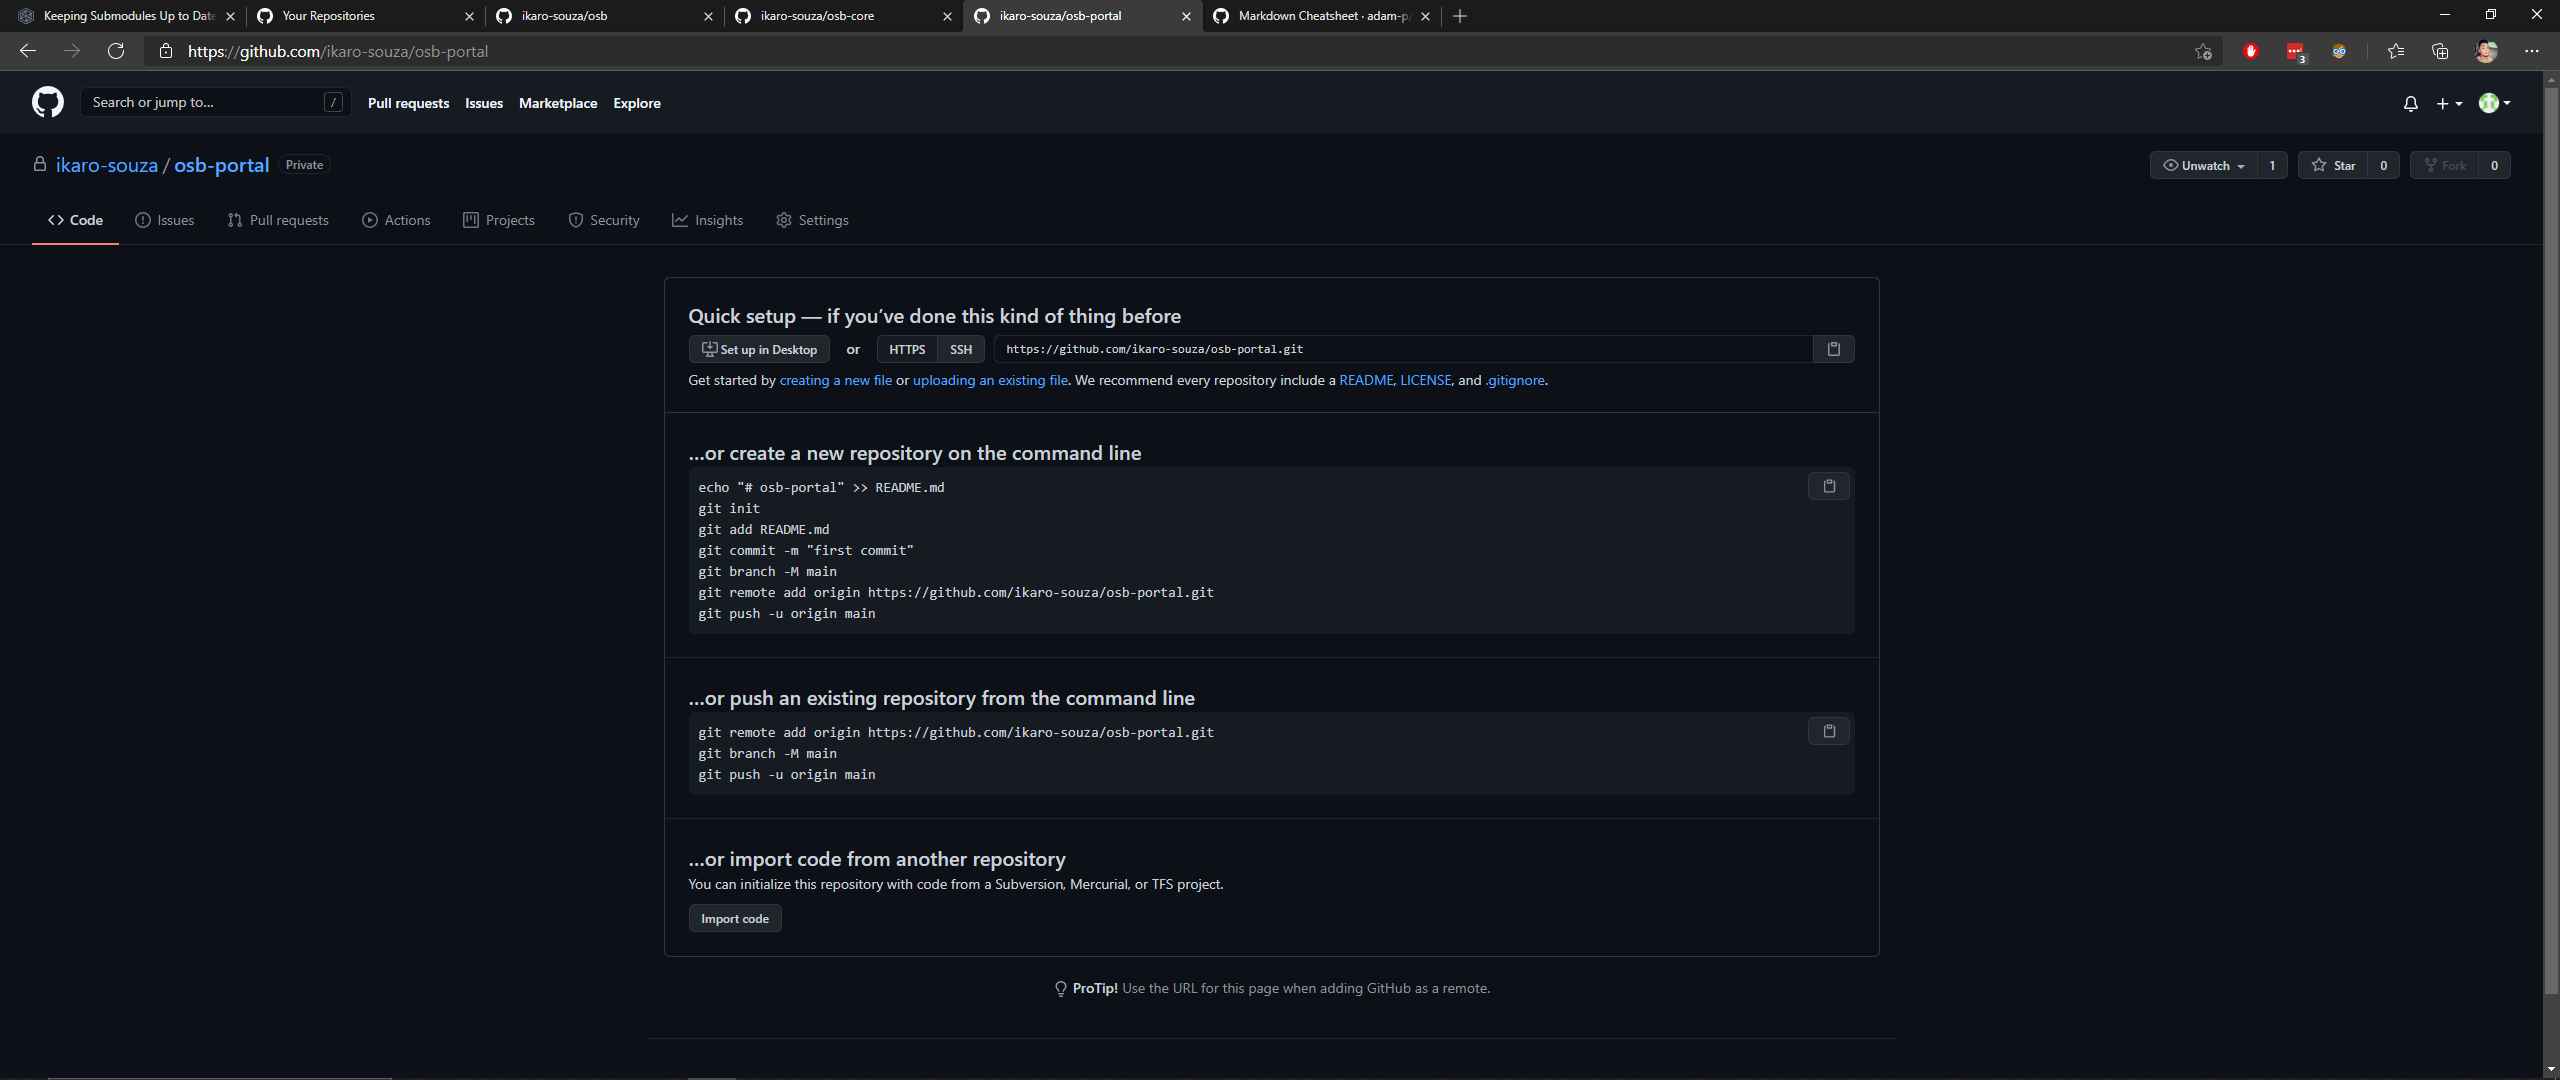 Keeping Submodules Up to Date
Your Repositories
ikaro-souza/osb
ikaro-souza/osb-core
ikaro-souza/osb-portal
Markdown Cheatsheet · adam-p/
https://github.com/ikaro-souza/osb-portal
3
Search or jump to...
/
Pull requests
Issues
Marketplace
Explore
ikaro-souza / osb-portal
Private
Unwatch
1
Star
0
Fork
0
Code
Issues
Pull requests
Actions
Projects
Security
Insights
Settings
Quick setup — if you’ve done this kind of thing before
Set up in Desktop
or
HTTPS
SSH
https://github.com/ikaro-souza/osb-portal.git
Get started by creating a new file or uploading an existing file. We recommend every repository include a README, LICENSE, and .gitignore.
…or create a new repository on the command line
echo "# osb-portal" >> README.md
git init
git add README.md
git commit -m "first commit"
git branch -M main
git remote add origin https://github.com/ikaro-souza/osb-portal.git
git push -u origin main
…or push an existing repository from the command line
git remote add origin https://github.com/ikaro-souza/osb-portal.git
git branch -M main
git push -u origin main
…or import code from another repository
You can initialize this repository with code from a Subversion, Mercurial, or TFS project.
Import code
ProTip! Use the URL for this page when adding GitHub as a remote.